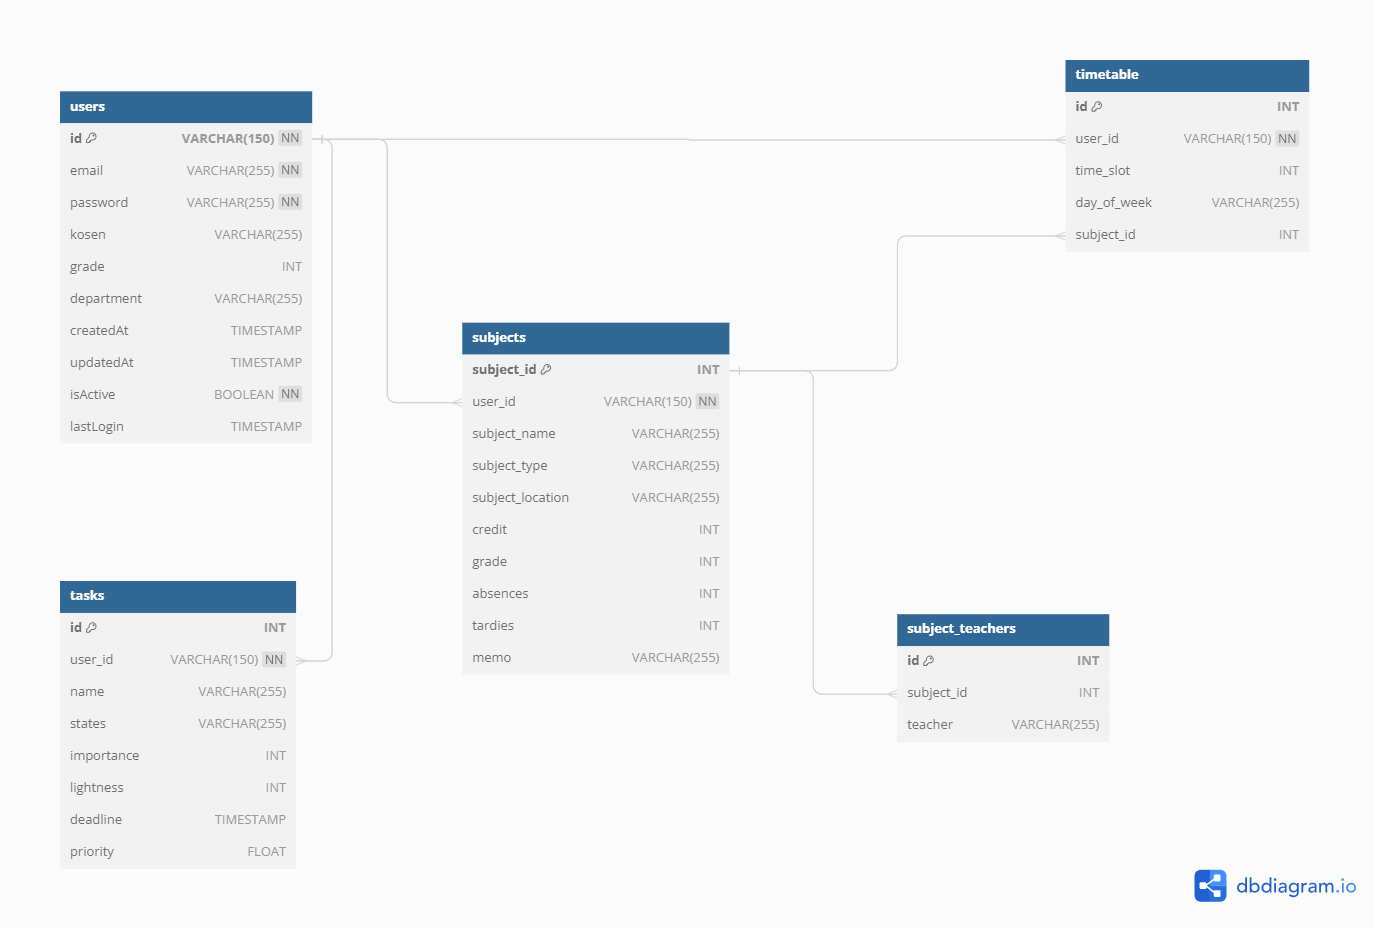 users
id VARCHAR(150) NN
email VARCHAR(255) NN
password VARCHAR(255) NN
kosen VARCHAR(255)
grade INT
department VARCHAR(255)
createdAt TIMESTAMP
updatedAt TIMESTAMP
isActive BOOLEAN NN
lastLogin TIMESTAMP
timetable
id INT
user_id VARCHAR(150) NN
time_slot INT
day_of_week VARCHAR(255)
subject_id INT
subjects
subject_id INT
user_id VARCHAR(150) NN
subject_name VARCHAR(255)
subject_type VARCHAR(255)
subject_location VARCHAR(255)
credit INT
grade INT
absences INT
tardies INT
memo VARCHAR(255)
tasks
id INT
user_id VARCHAR(150) NN
name VARCHAR(255)
states VARCHAR(255)
importance INT
lightness INT
deadline TIMESTAMP
priority FLOAT
subject_teachers
id INT
subject_id INT
teacher VARCHAR(255)
dbdiagram.io